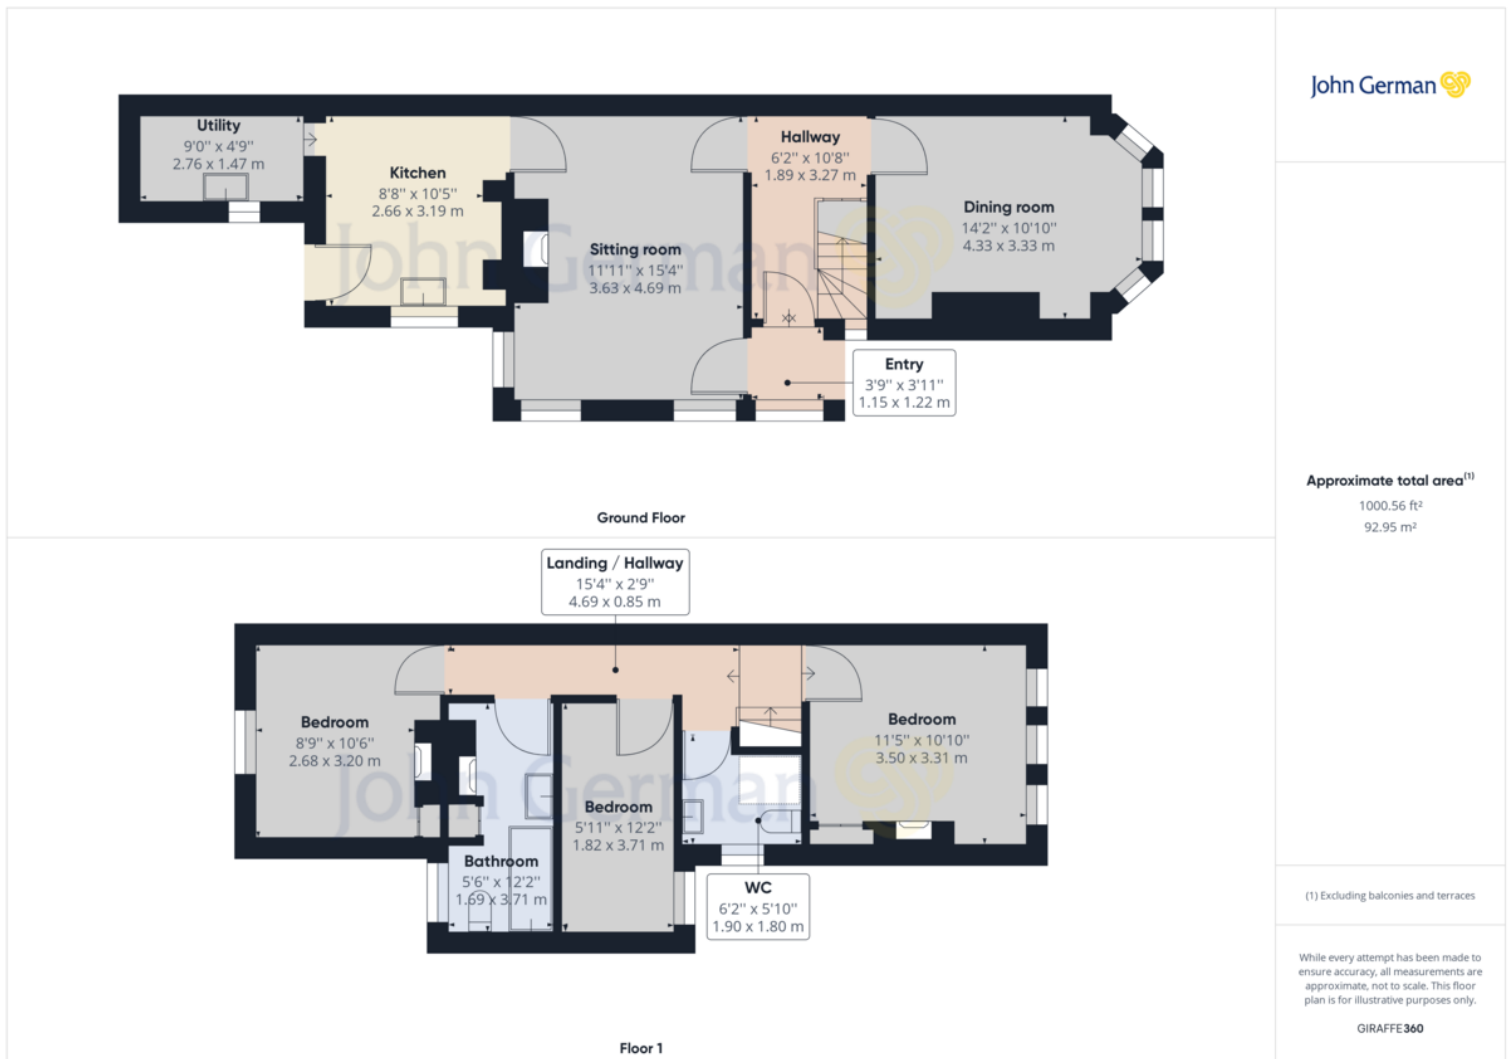 John German
Utility
9'0" x 4'9"
2.76 x 1.47 m
Kitchen
8'8" x 10'5"
2.66 x 3.19 m
Sitting room
11'11" x 15'4"
3.63 x 4.69 m
Hallway
6'2" x 10'8"
1.89 x 3.27 m
Dining room
14'2" x 10'10"
4.33 x 3.33 m
Entry
3'9" x 3'11"
1.15 x 1.22 m
John German
Ground Floor
Landing / Hallway
15'4" x 2'9"
4.69 x 0.85 m
Bedroom
8'9" x 10'6"
2.68 x 3.20 m
Bathroom
5'6" x 12'2"
1.69 x 3.71 m
Bedroom
5'11" x 12'2"
1.82 x 3.71 m
WC
6'2" x 5'10"
1.90 x 1.80 m
Bedroom
11'5" x 10'10"
3.50 x 3.31 m
John German
Floor 1
Approximate total area(1)
1000.56 ft²
92.95 m²
(1) Excluding balconies and terraces
While every attempt has been made to
ensure accuracy, all measurements are
approximate, not to scale. This floor
plan is for illustrative purposes only.
GIRAFFE360